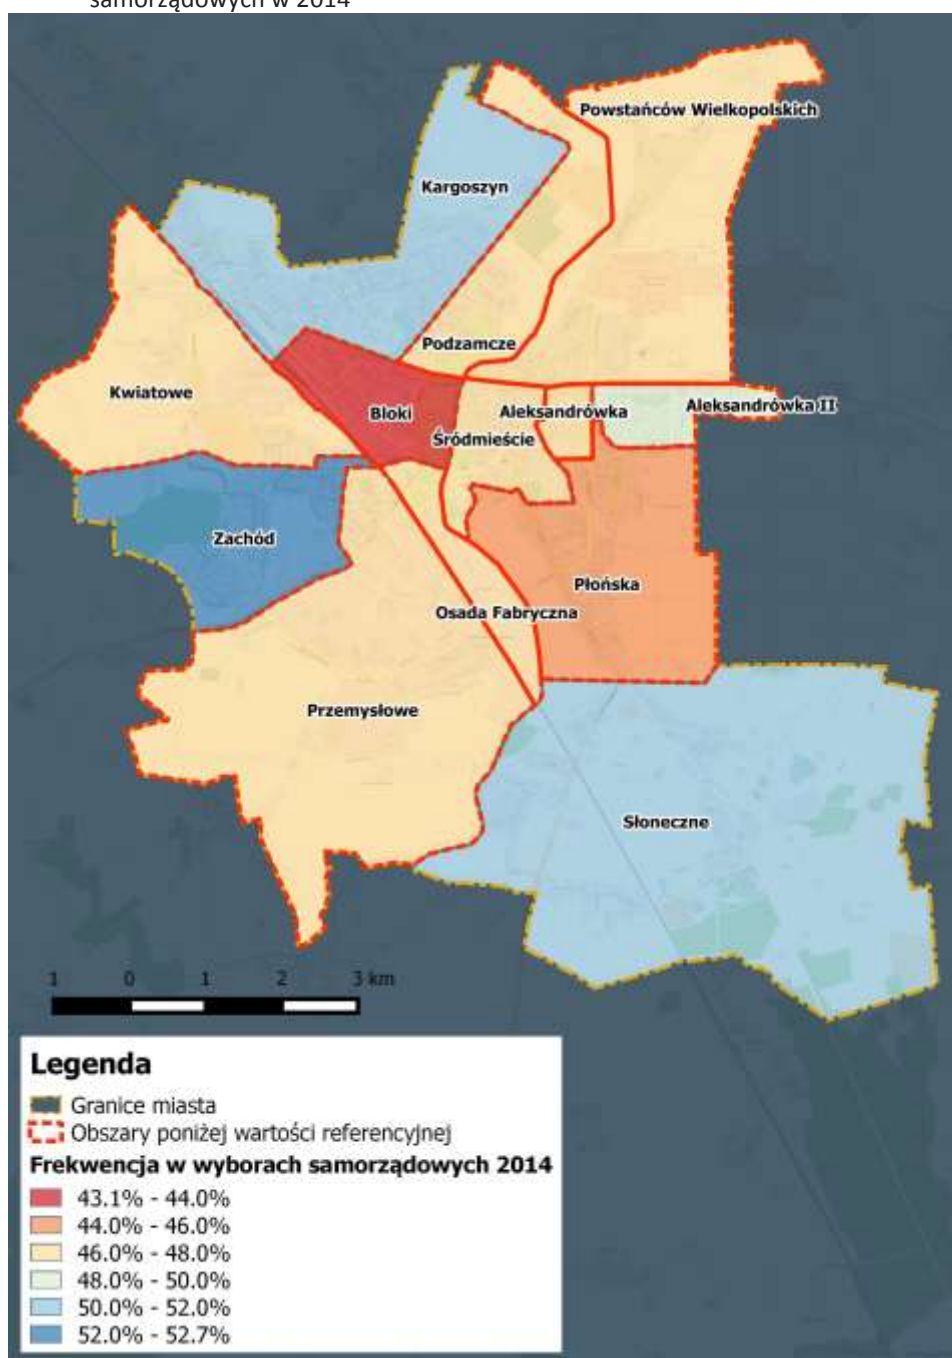 samorządowych w 2014
Powstańców Wielkopolskich
Kargoszyn
Podzamcze
Kwiatowe
Bloki
Aleksandrówka
Aleksandrówka II
Śródmieście
Zachód
Płońska
Osada Fabryczna
Przemysłowe
Słoneczne
1 0 1 2 3 km
Legenda
Granice miasta
Obszary poniżej wartości referencyjnej
Frekwencja w wyborach samorządowych 2014
43.1% - 44.0%
44.0% - 46.0%
46.0% - 48.0%
48.0% - 50.0%
50.0% - 52.0%
52.0% - 52.7%